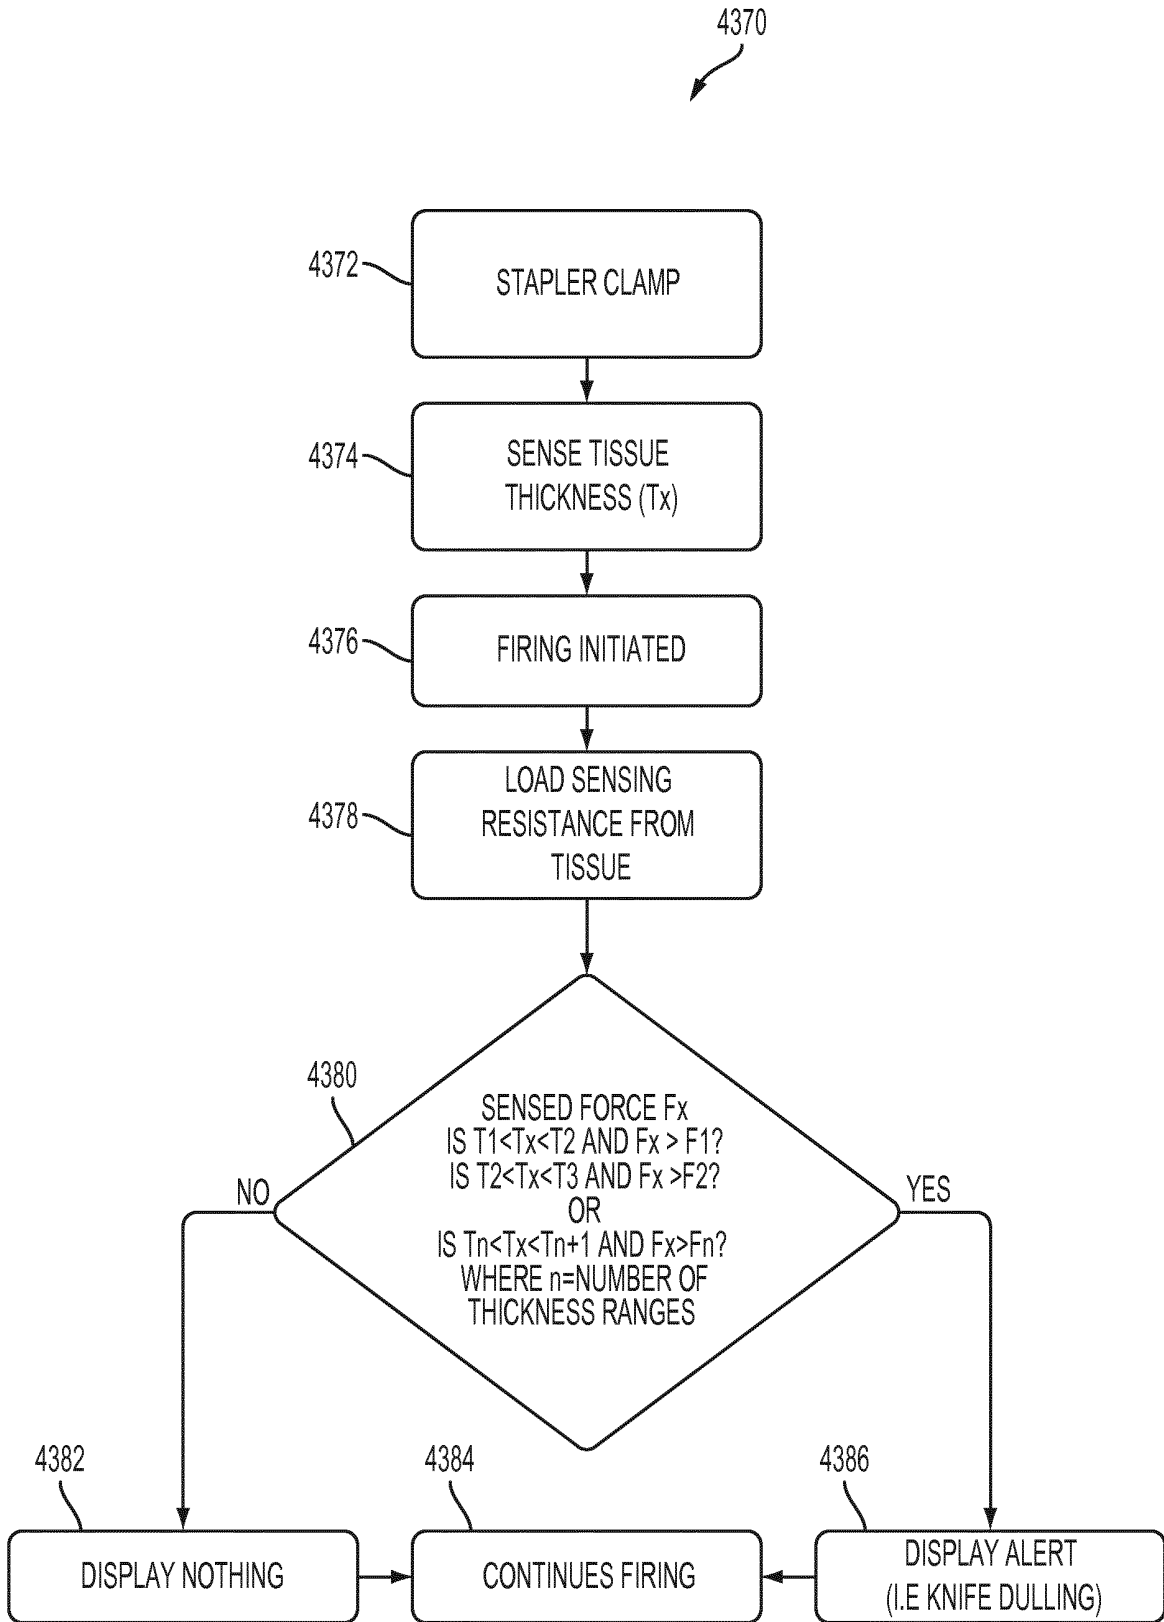 4370
4372
STAPLER CLAMP
4374
SENSE TISSUE
THICKNESS (Tx)
4376
FIRING INITIATED
4378
LOAD SENSING
RESISTANCE FROM
TISSUE
4380
SENSED FORCE Fx
IS T1<Tx<T2 AND Fx > F1?
IS T2<Tx<T3 AND Fx >F2?
OR
IS Tn<Tx<Tn+1 AND Fx>Fn?
WHERE n=NUMBER OF
THICKNESS RANGES
NO
YES
4382
DISPLAY NOTHING
4384
CONTINUES FIRING
4386
DISPLAY ALERT
(I.E KNIFE DULLING)